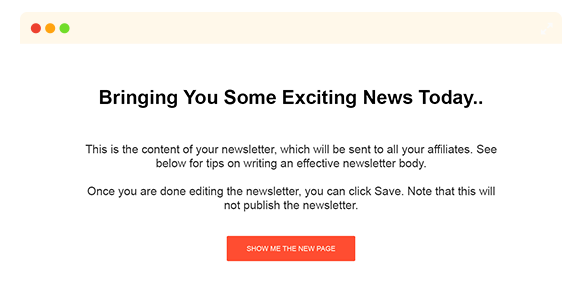 Bringing You Some Exciting News Today..
This is the content of your newsletter, which will be sent to all your affiliates. See
below for tips on writing an effective newsletter body.
Once you are done editing the newsletter, you can click Save. Note that this will
not publish the newsletter.
SHOW ME THE NEW PAGE